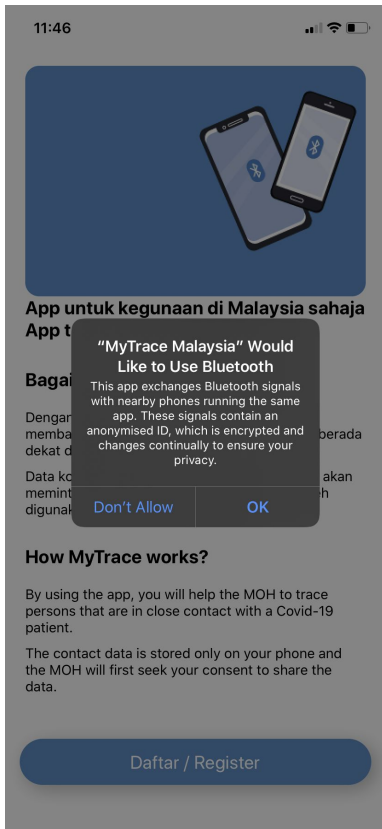 11:46
App untuk kegunaan di Malaysia sahaja
App t
“MyTrace Malaysia” Would
Like to Use Bluetooth
This app exchanges Bluetooth signals
with nearby phones running the same
app. These signals contain an
anonymised ID, which is encrypted and
changes continually to ensure your
privacy.
Don’t Allow
OK
Bagai
Dengan
memba
berada
dekat d
Data ko
akan
memint
digunak
How MyTrace works?
By using the app, you will help the MOH to trace
persons that are in close contact with a Covid-19
patient.
The contact data is stored only on your phone and
the MOH will first seek your consent to share the
data.
Daftar / Register